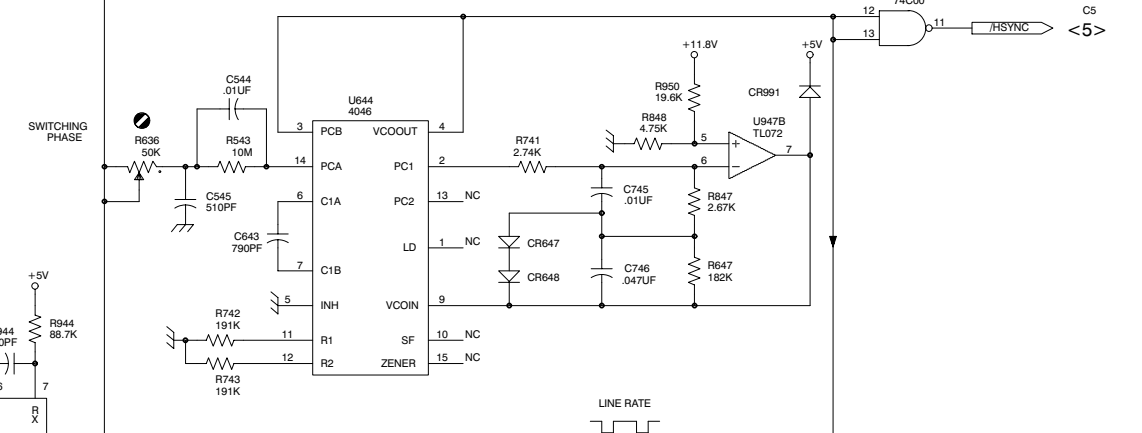 74C00
12
13
11
/HSYNC
C5
<5>
+11.8V
+5V
C544
.01UF
R950
19.6K
CR991
U644
4046
SWITCHING
PHASE
R636
50K
R543
10M
3
PCB
VCOOUT
4
R848
4.75K
5
+
U947B
TL072
7
R741
2.74K
14
PCA
PC1
2
6
–
C545
510PF
6
C1A
PC2
13
NC
C745
.01UF
R847
2.67K
C643
790PF
LD
1
NC
CR647
7
C1B
CR648
C746
.047UF
R647
182K
+5V
5
INH
VCOIN
9
R742
191K
R944
88.7K
11
R1
SF
10
NC
12
R2
ZENER
15
NC
R743
191K
944
0PF
6
7
RX
LINE RATE